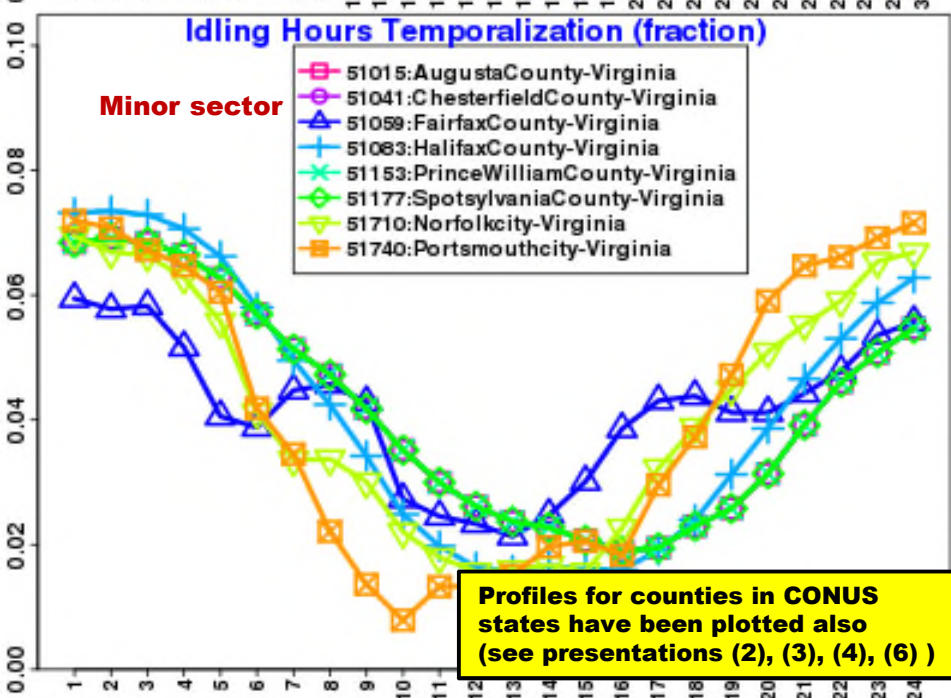 Idling Hours Temporalization (fraction)
Minor sector
51015:AugustaCounty-Virginia
51041:ChesterfieldCounty-Virginia
51059:FairfaxCounty-Virginia
51083:HalifaxCounty-Virginia
51153:PrinceWilliamCounty-Virginia
51177:SpotsylvaniaCounty-Virginia
51710:Norfolkcity-Virginia
51740:Portsmouthcity-Virginia
0.10
0.08
0.06
0.04
0.02
0.00
Profiles for counties in CONUS
states have been plotted also
(see presentations (2), (3), (4), (6) )
1 2 3 4 5 6 7 8 9 10 11 12 13 14 15 16 17 18 19 20 21 22 23 24